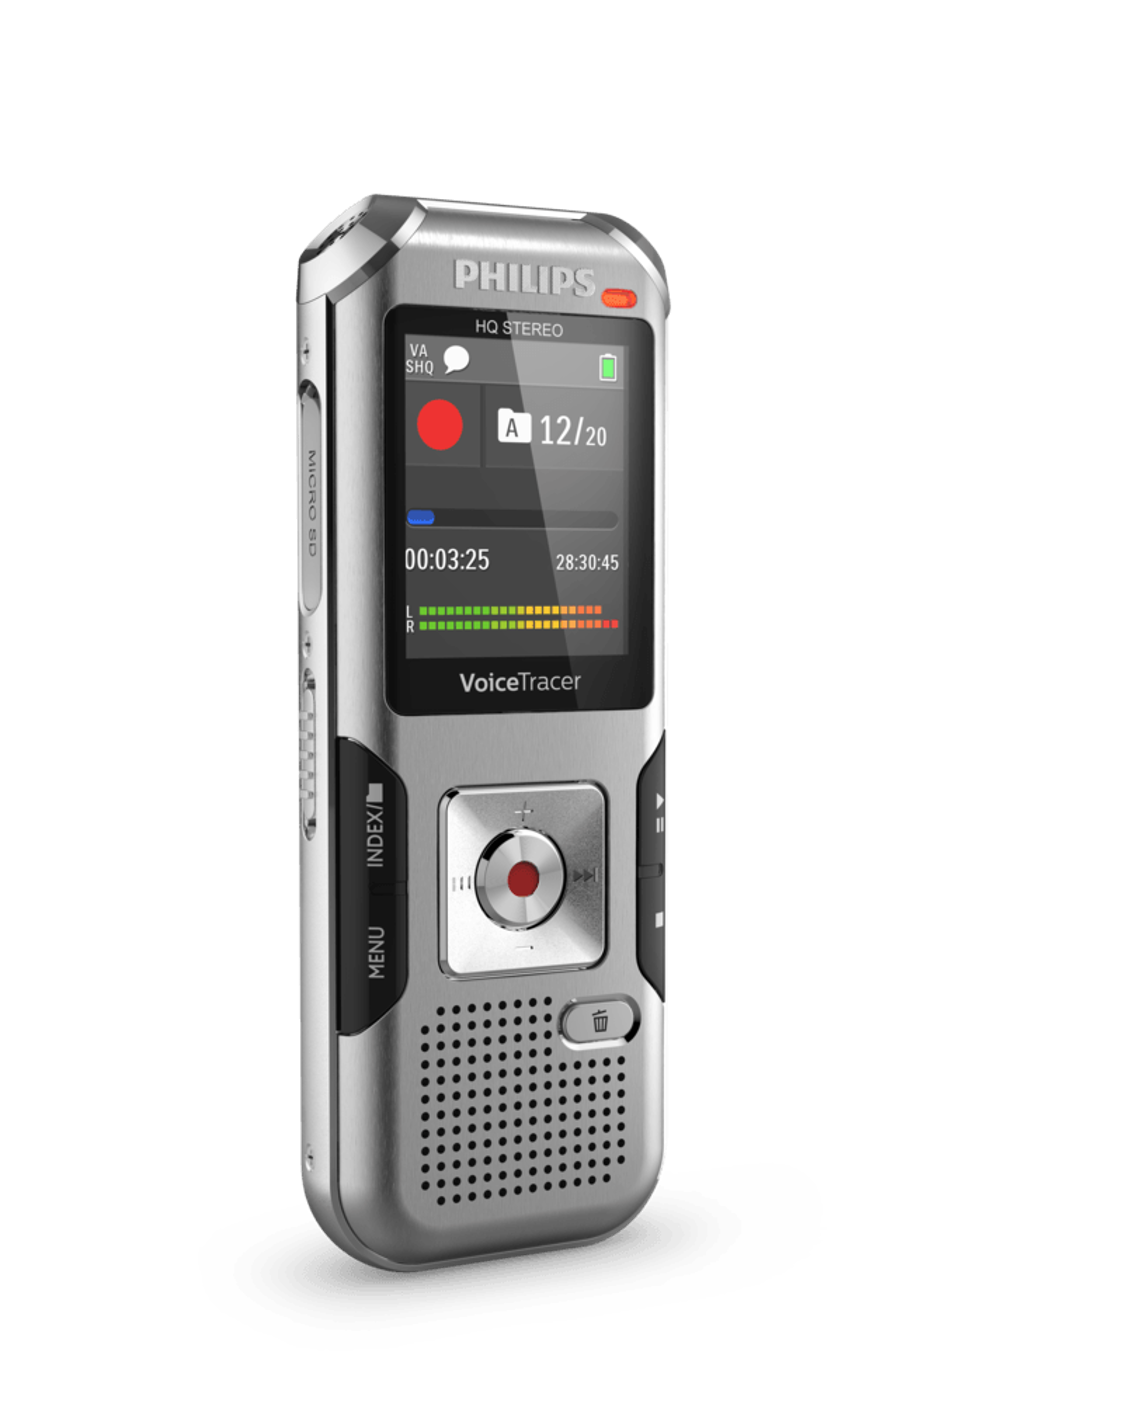 PHILIPS
HQ STEREO
VA
SHQ
A 12/20
00:03:25 28:30:45
L
R
VoiceTracer
MICRO SD
INDEX/
MENU